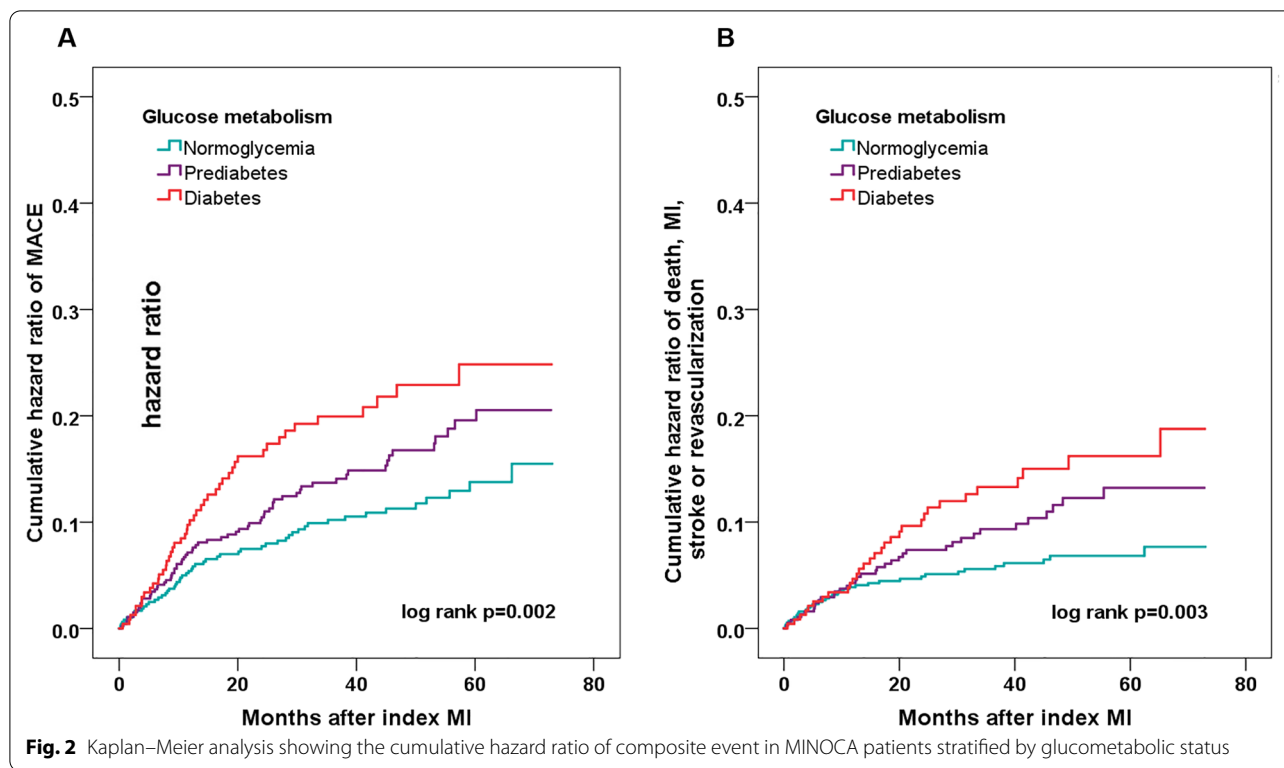 A
0.5
0.4
0.3
0.2
0.1
0.0
Cumulative hazard ratio of MACE
hazard ratio
Glucose metabolism
Normoglycemia
Prediabetes
Diabetes
log rank p=0.002
0 20 40 60 80
Months after index MI
B
0.5
0.4
0.3
0.2
0.1
0.0
Cumulative hazard ratio of death, MI,
stroke or revascularization
Glucose metabolism
Normoglycemia
Prediabetes
Diabetes
log rank p=0.003
0 20 40 60 80
Months after index MI
Fig. 2 Kaplan–Meier analysis showing the cumulative hazard ratio of composite event in MINOCA patients stratified by glucometabolic status